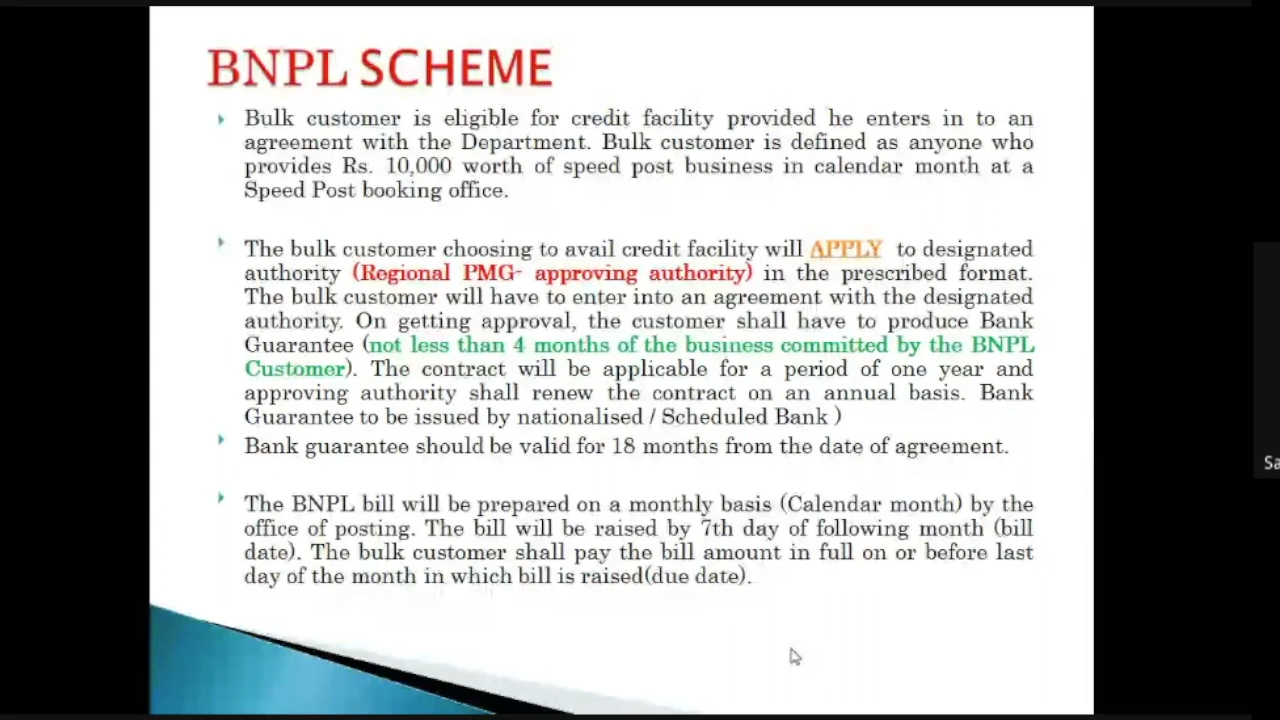 BNPL SCHEME
Bulk customer is eligible for credit facility provided he enters in to an
agreement with the Department. Bulk customer is defined as anyone who
provides Rs. 10,000 worth of speed post business in calendar month at a
Speed Post booking office.
The bulk customer choosing to avail credit facility will APPLY to designated
authority (Regional PMG- approving authority) in the prescribed format.
The bulk customer will have to enter into an agreement with the designated
authority. On getting approval, the customer shall have to produce Bank
Guarantee (not less than 4 months of the business committed by the BNPL
Customer). The contract will be applicable for a period of one year and
approving authority shall renew the contract on an annual basis. Bank
Guarantee to be issued by nationalised / Scheduled Bank )
Bank guarantee should be valid for 18 months from the date of agreement.
The BNPL bill will be prepared on a monthly basis (Calendar month) by the
office of posting. The bill will be raised by 7th day of following month (bill
date). The bulk customer shall pay the bill amount in full on or before last
day of the month in which bill is raised(due date).
Sa